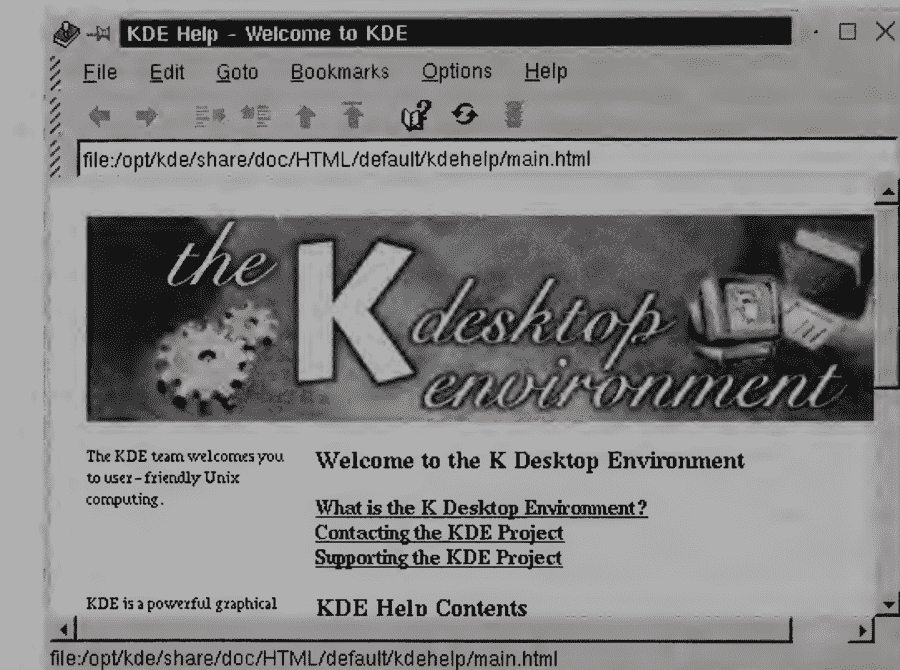 KDE Help - Welcome to KDE
File Edit Goto Bookmarks Options Help
file:/opt/kde/share/doc/HTML/default/kdehelp/main.html
the K desktop
environment
The KDE team welcomes you
to user-friendly Unix
computing.
Welcome to the K Desktop Environment
What is the K Desktop Environment?
Contacting the KDE Project
Supporting the KDE Project
KDE is a powerful graphical
KDE Help Contents
file:/opt/kde/share/doc/HTML/default/kdehelp/main.html